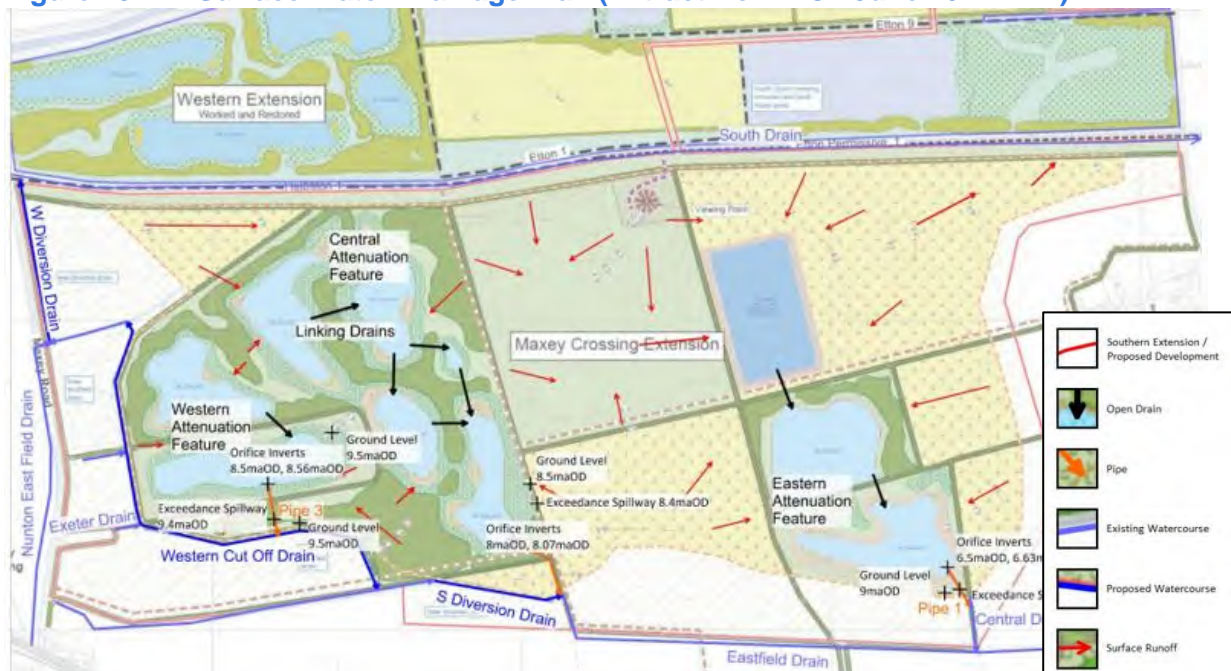 Etton 9
Western Extension
Worked and Restored
South Drain
Etton 1
Viewing Point
W Diversion Drain
Central
Attenuation
Feature
Linking Drains
Maxey Crossing Extension
Maxey Road
Nunton East Field Drain
Western
Attenuation
Feature
Ground Level
9.5maOD
Orifice Inverts
8.5maOD, 8.56maOD
Ground Level
8.5maOD
Exceedance Spillway 8.4maOD
Eastern
Attenuation
Feature
Exceedance Spillway
9.4maOD
Pipe 3
Ground Level
9.5maOD
Exeter Drain
Western Cut Off Drain
Orifice Inverts
8maOD, 8.07maOD
Orifice Inverts
6.5maOD, 6.63m
Ground Level
9maOD
Exceedance S
Pipe 1
S Diversion Drain
Central D
Eastfield Drain
Southern Extension /
Proposed Development
Open Drain
Pipe
Existing Watercourse
Proposed Watercourse
Surface Runoff